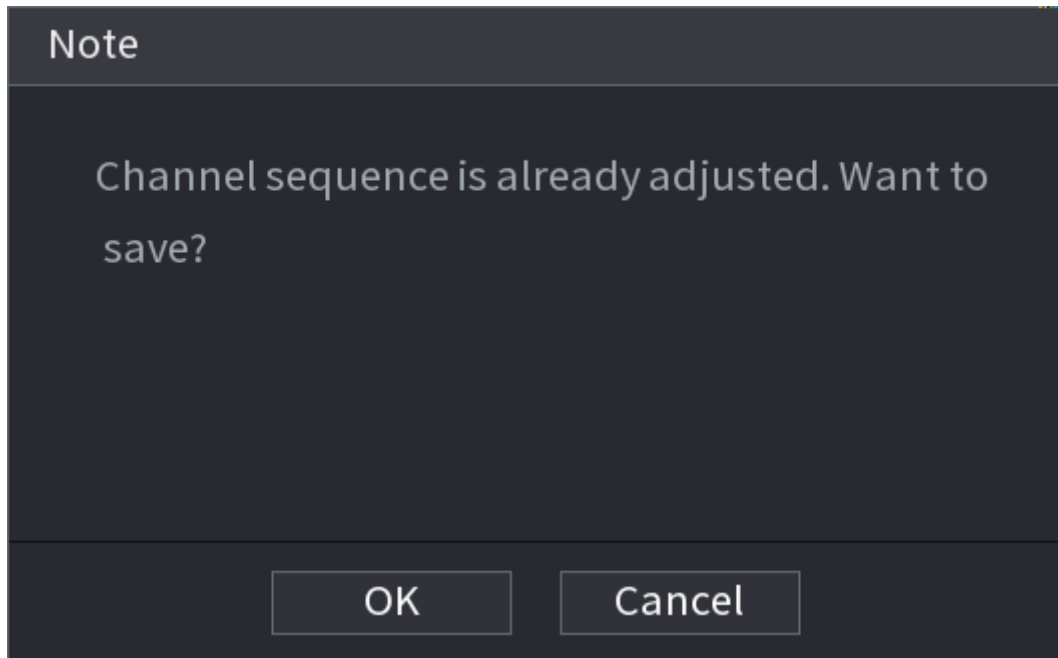 Note
Channel sequence is already adjusted. Want to
save?
OK
Cancel